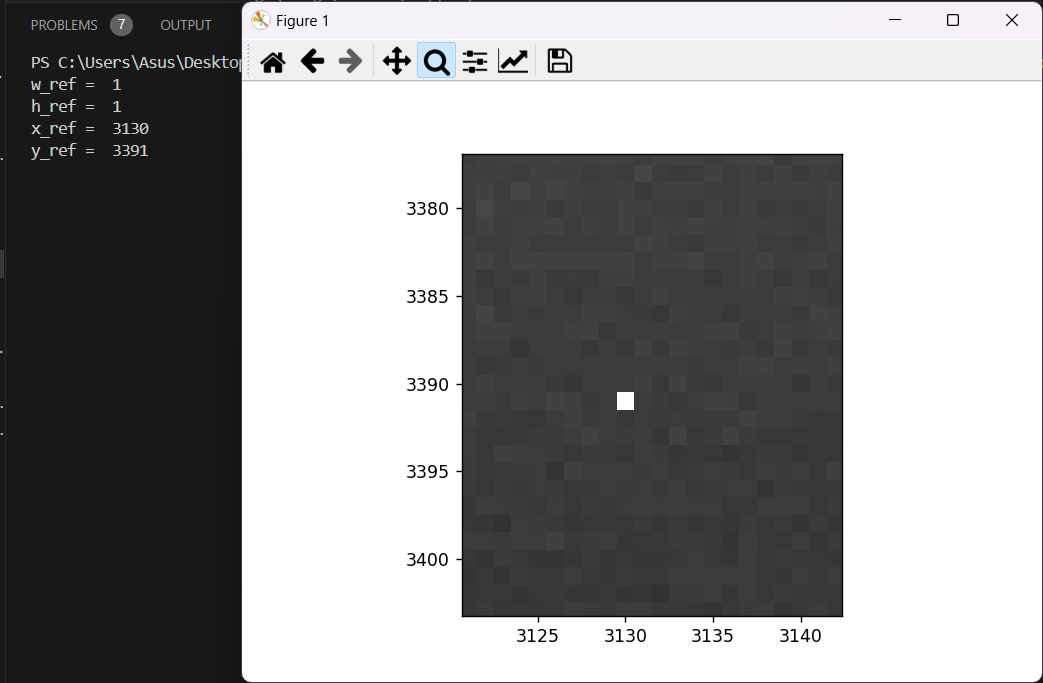 PROBLEMS 7 OUTPUT
PS C:\Users\Asus\Desktop
w_ref = 1
h_ref = 1
x_ref = 3130
y_ref = 3391
Figure 1
3380
3385
3390
3395
3400
3125 3130 3135 3140